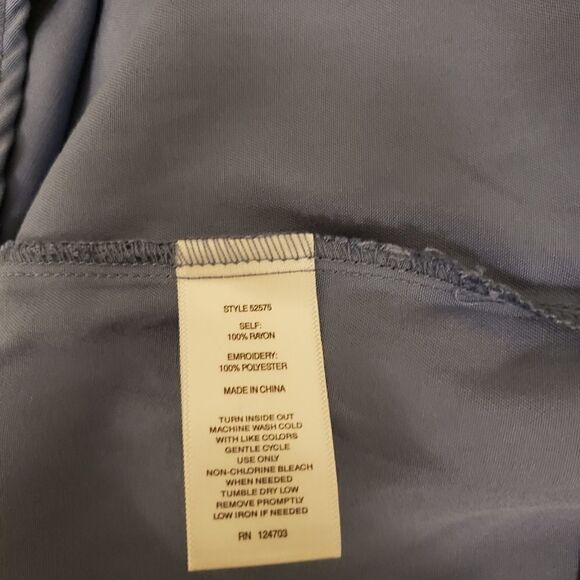 STYLE 52575
SELF:
100% RAYON
EMROIDERY:
100% POLYESTER
MADE IN CHINA
TURN INSIDE OUT
MACHINE WASH COLD
WITH LIKE COLORS
GENTLE CYCLE
USE ONLY
NON-CHLORINE BLEACH
WHEN NEEDED
TUMBLE DRY LOW
REMOVE PROMPTLY
LOW IRON IF NEEDED
RN 124703